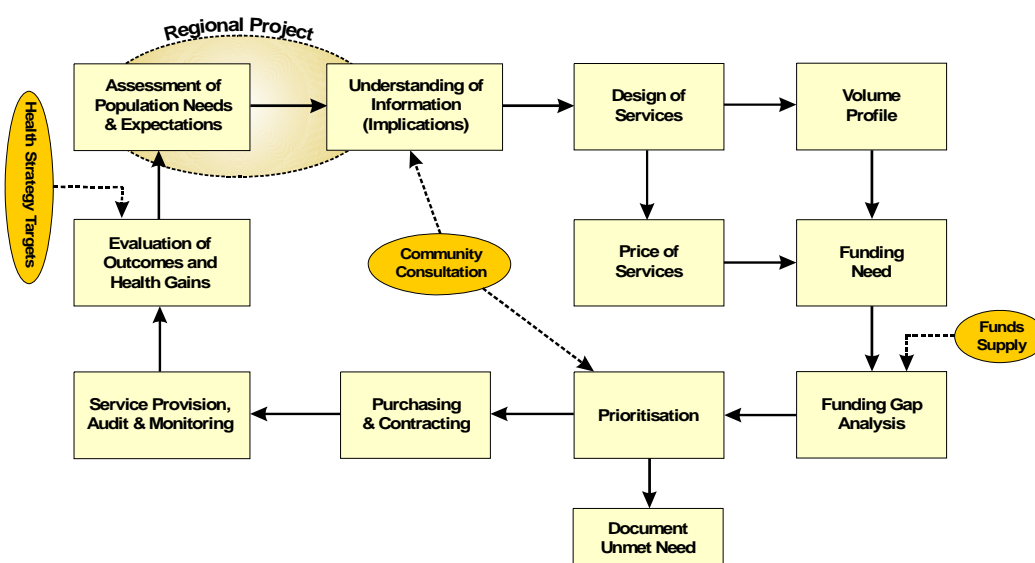 Regional Project
Assessment of
Population Needs
& Expectations
Understanding of
Information
(Implications)
Design of
Services
Volume
Profile
Health Strategy Targets
Evaluation of
Outcomes and
Health Gains
Community
Consultation
Price of
Services
Funding
Need
Funds
Supply
Service Provision,
Audit & Monitoring
Purchasing
& Contracting
Prioritisation
Funding Gap
Analysis
Document
Unmet Need